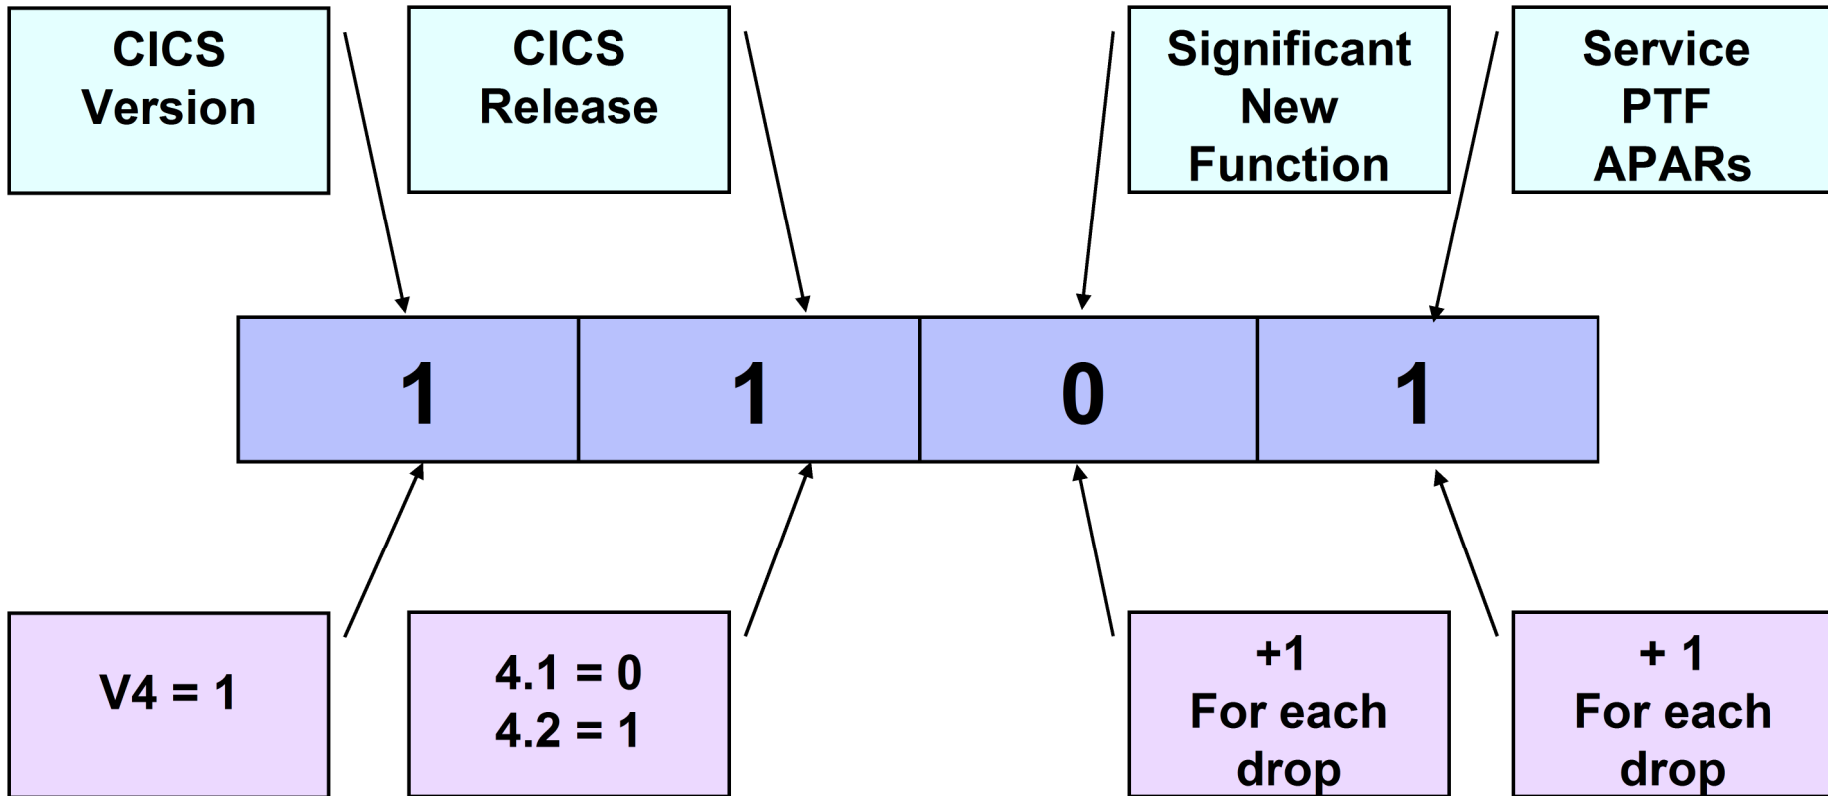 CICS
Version
CICS
Release
Significant
New
Function
Service
PTF
APARs
1
1
0
1
V4 = 1
4.1 = 0
4.2 = 1
+1
For each
drop
+ 1
For each
drop